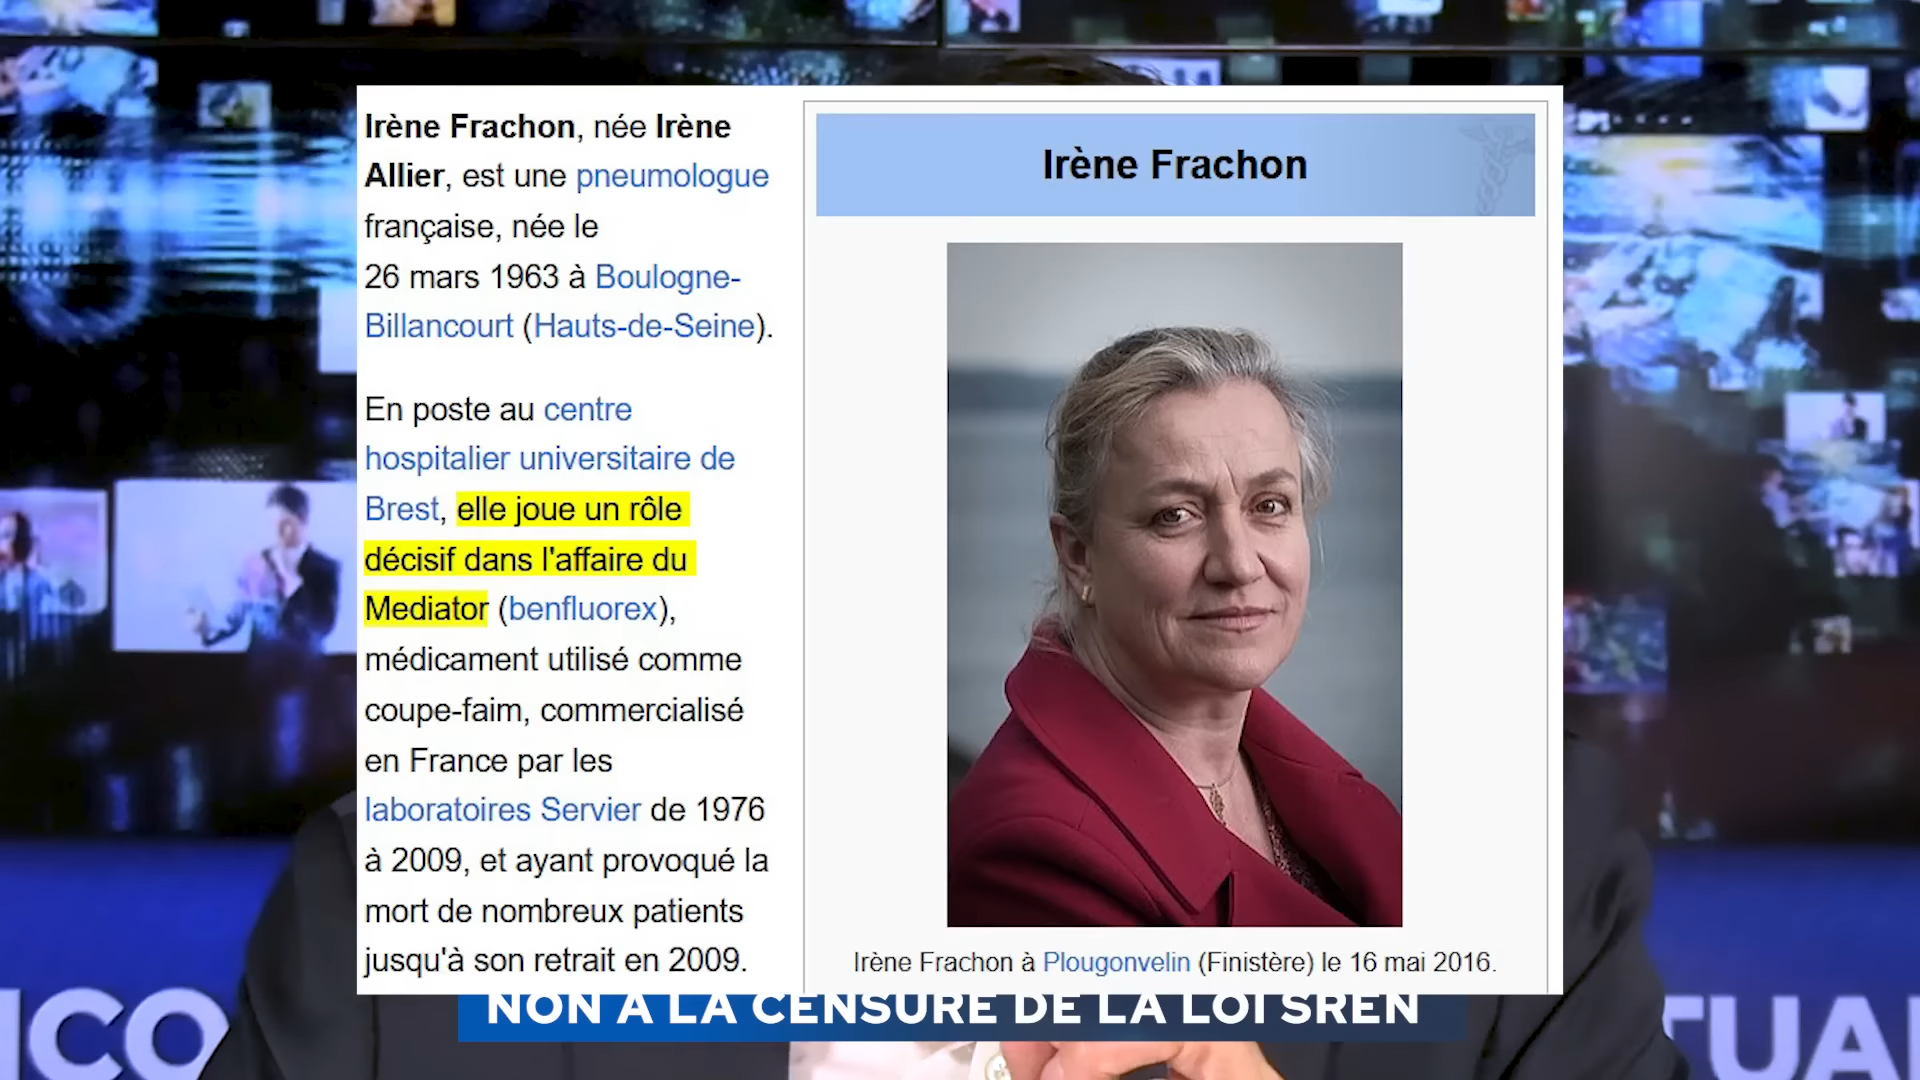 Irène Frachon, née Irène
Allier, est une pneumologue
française, née le
26 mars 1963 à Boulogne-
Billancourt (Hauts-de-Seine).
En poste au centre
hospitalier universitaire de
Brest, elle joue un rôle
décisif dans l'affaire du
Mediator (benfluorex),
médicament utilisé comme
coupe-faim, commercialisé
en France par les
laboratoires Servier de 1976
à 2009, et ayant provoqué la
mort de nombreux patients
jusqu'à son retrait en 2009.
Irène Frachon
Irène Frachon à Plougonvelin (Finistère) le 16 mai 2016.
NON A LA CENSURE DE LA LOI SREN
ICO
TUA